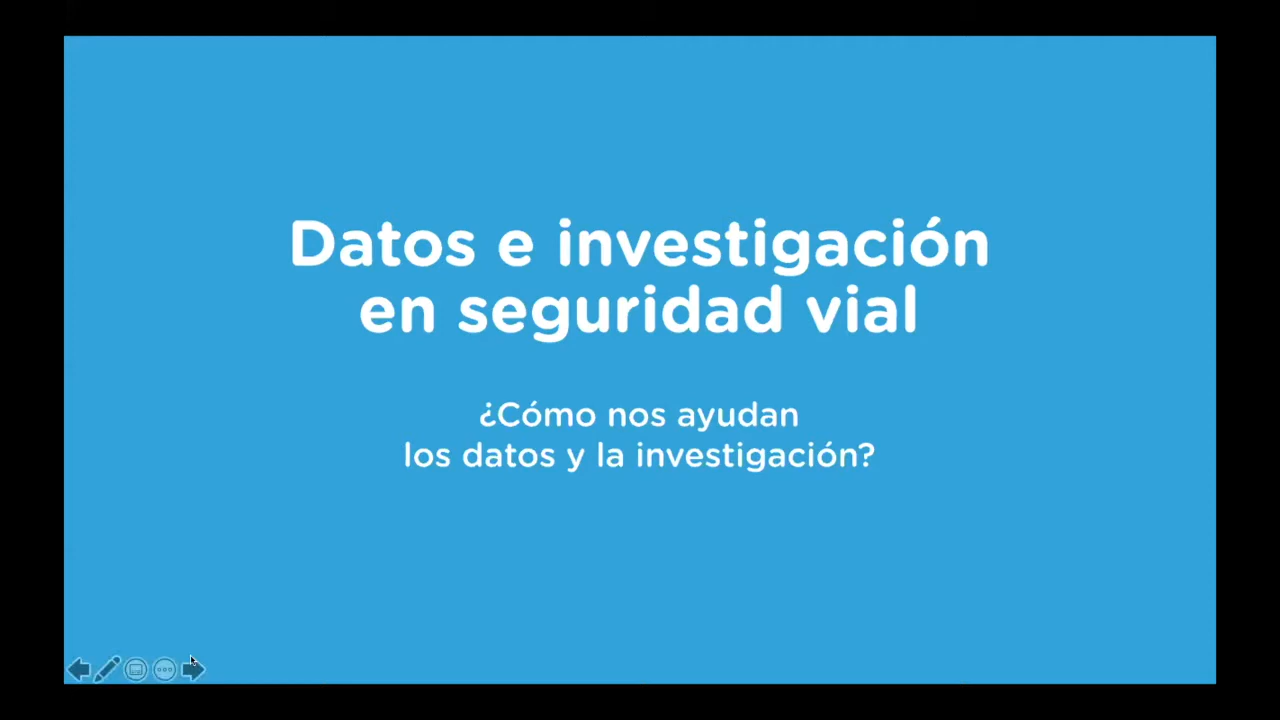 Datos e investigación
en seguridad vial
¿Cómo nos ayudan
los datos y la investigación?